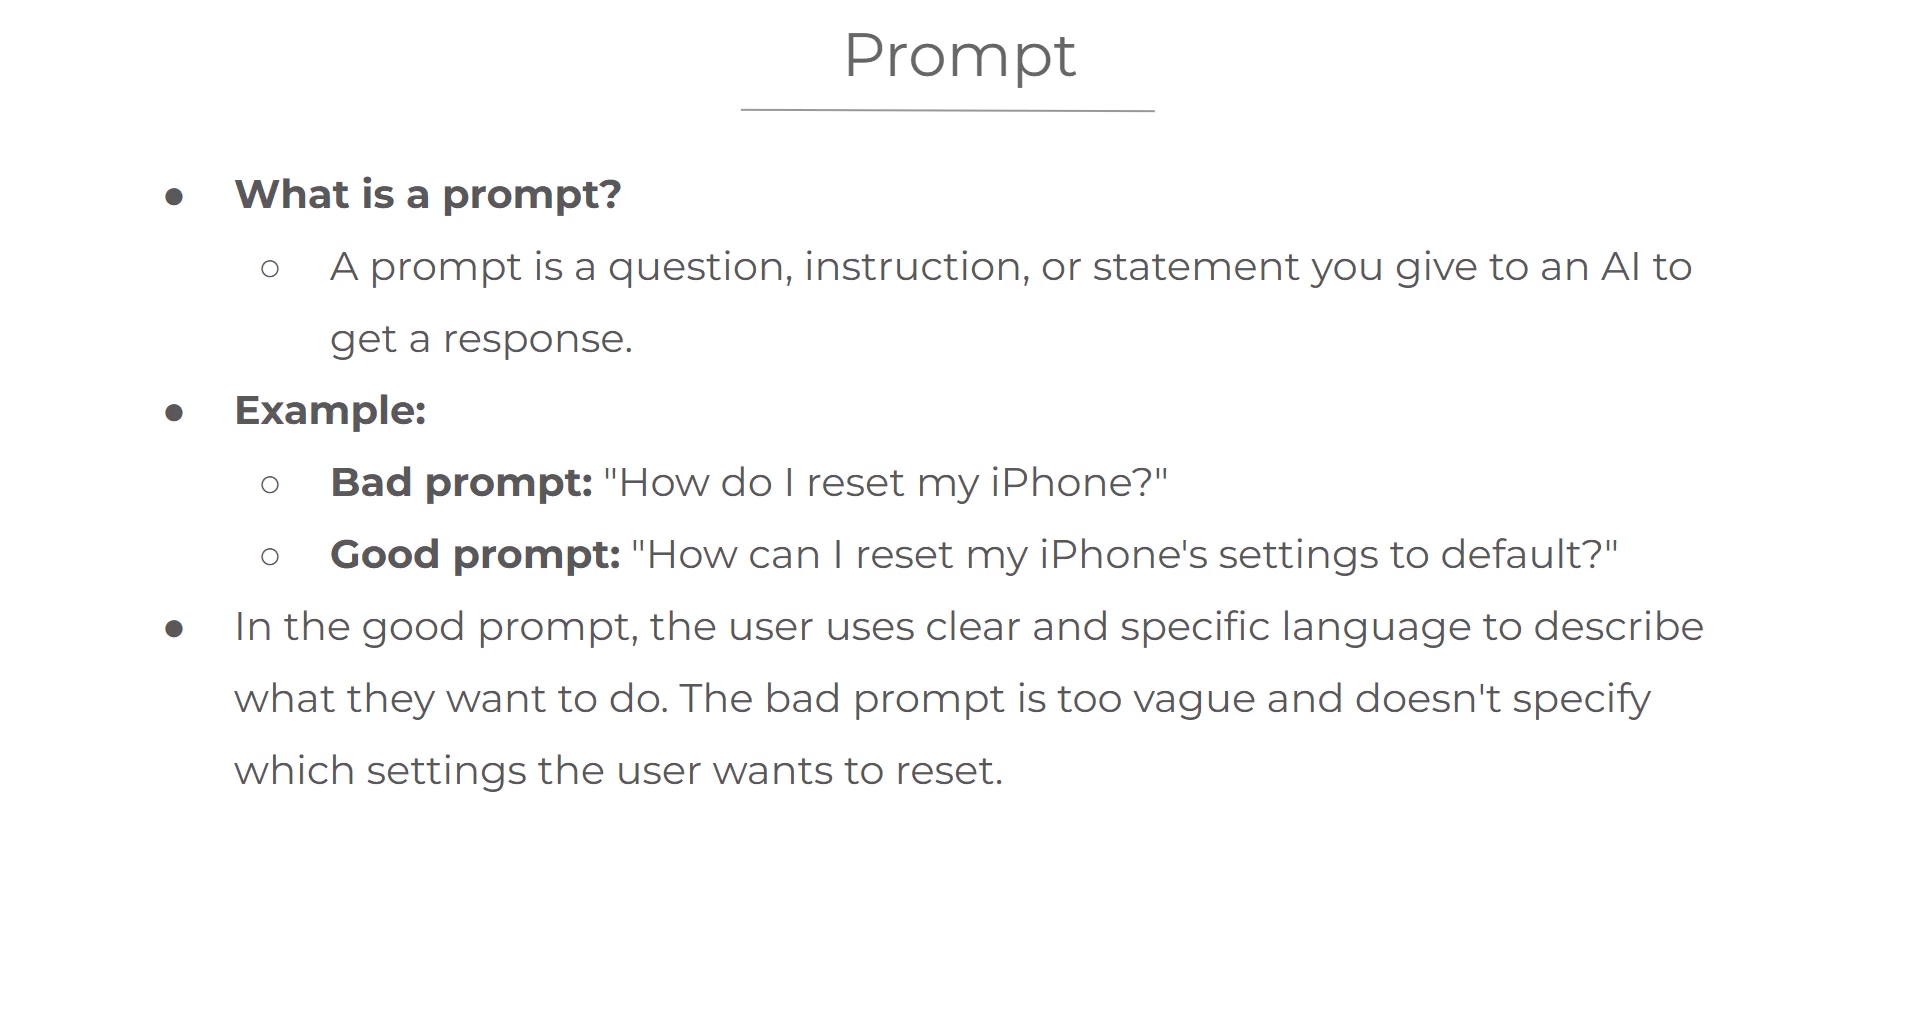 Prompt
● What is a prompt?
○ A prompt is a question, instruction, or statement you give to an AI to
get a response.
● Example:
○ Bad prompt: "How do I reset my iPhone?"
○ Good prompt: "How can I reset my iPhone's settings to default?"
● In the good prompt, the user uses clear and specific language to describe
what they want to do. The bad prompt is too vague and doesn't specify
which settings the user wants to reset.